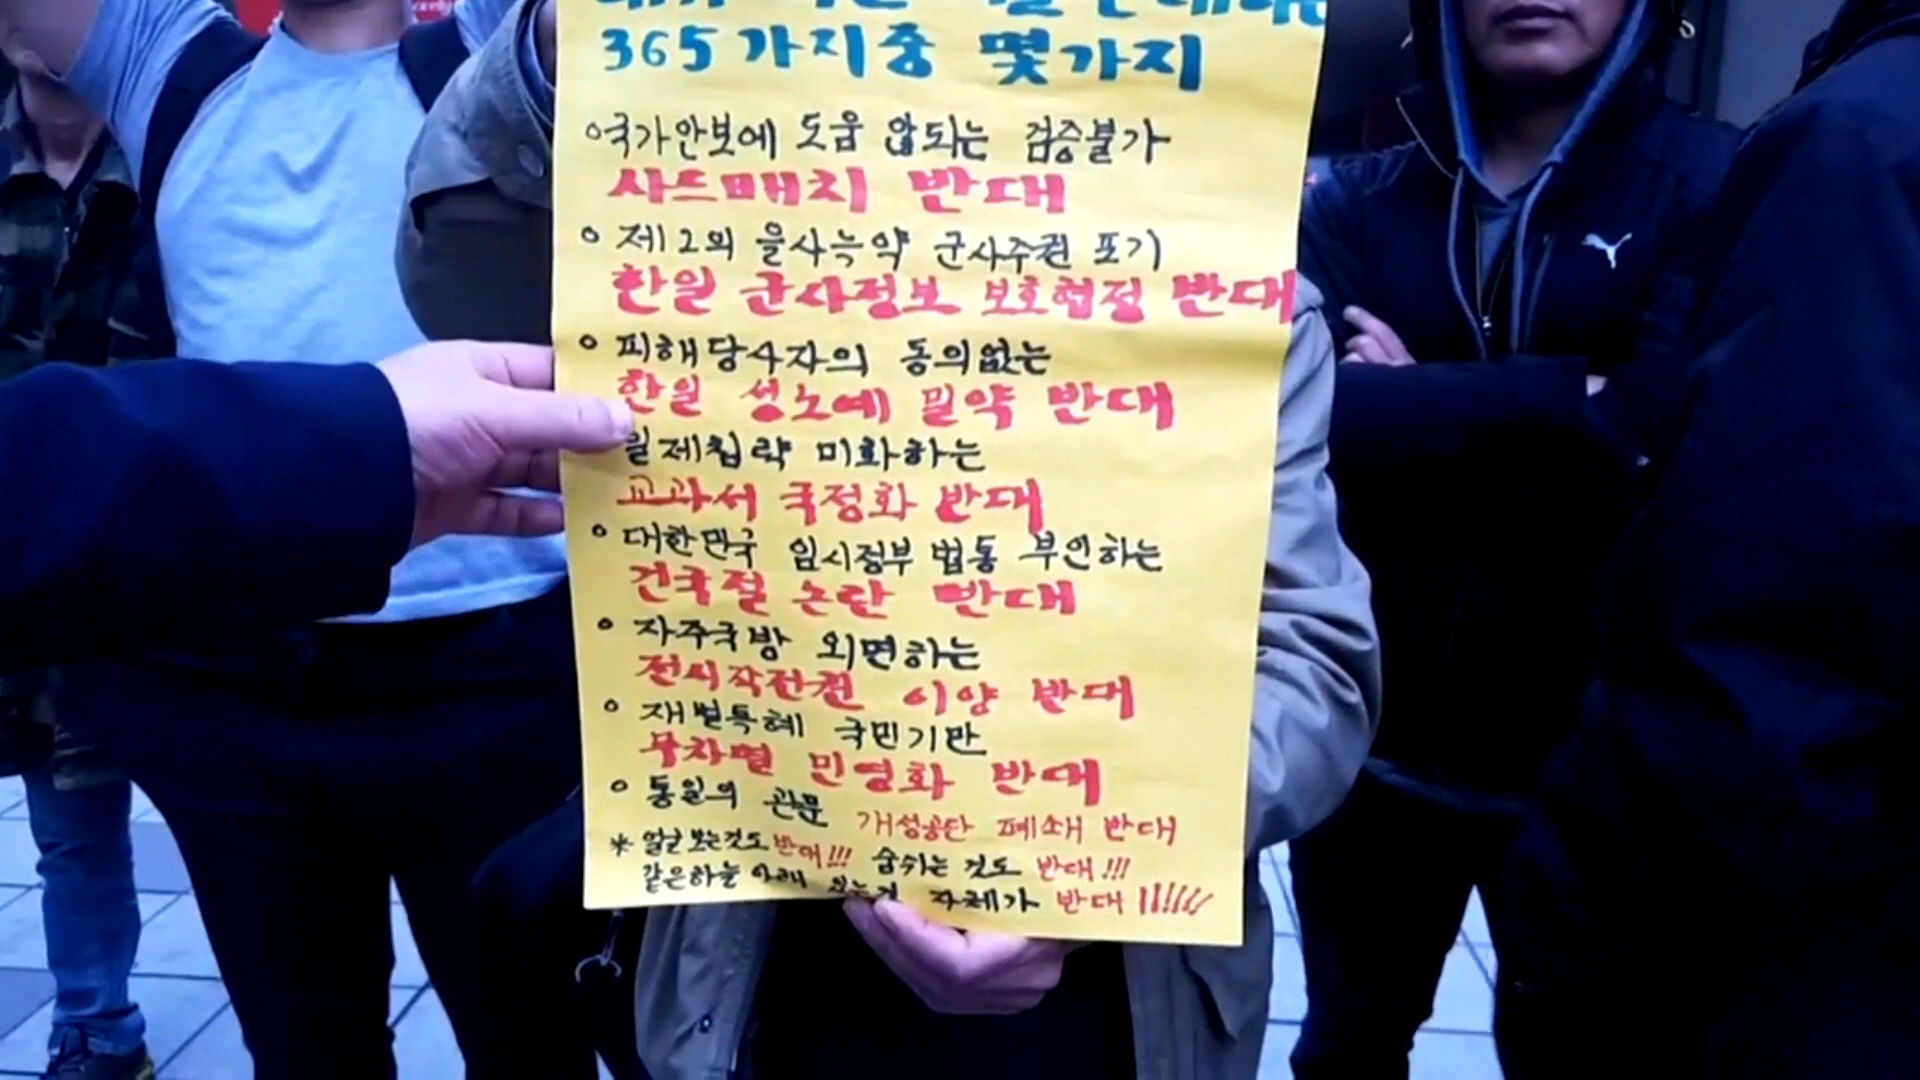 365가지중 몇가지
국가안보에 도움 않되는 검증불가
사드배치 반대
제2의 을사늑약 군사주권 포기
한일 군사정보 보호협정 반대
피해당사자의 동의없는
한일 성노예 밀약 반대
일제침략 미화하는
교과서 국정화 반대
대한민국 임시정부 법통 부인하는
건국절 논란 반대
자주국방 외면하는
전시작전권 이양 반대
재벌특혜 국민기만
무차별 민영화 반대
통일의 관문 개성공단 폐쇄 반대
* 얼굴 보는것도 반대!!! 숨쉬는 것도 반대!!!
같은하늘 아래 있는것 자체가 반대!!!!!!